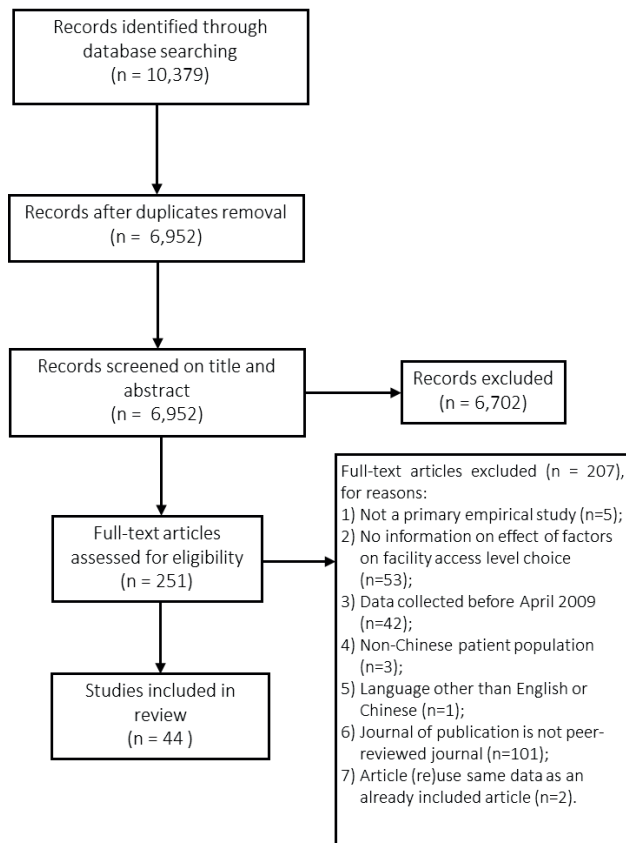 Records identified through
database searching
(n = 10,379)
Records after duplicates removal
(n = 6,952)
Records screened on title and
abstract
(n = 6,952)
Records excluded
(n = 6,702)
Full-text articles
assessed for eligibility
(n = 251)
Full-text articles excluded (n = 207),
for reasons:
1) Not a primary empirical study (n=5);
2) No information on effect of factors
on facility access level choice
(n=53);
3) Data collected before April 2009
(n=42);
4) Non-Chinese patient population
(n=3);
5) Language other than English or
Chinese (n=1);
6) Journal of publication is not peer-
reviewed journal (n=101);
7) Article (re)use same data as an
already included article (n=2).
Studies included in
review
(n = 44 )